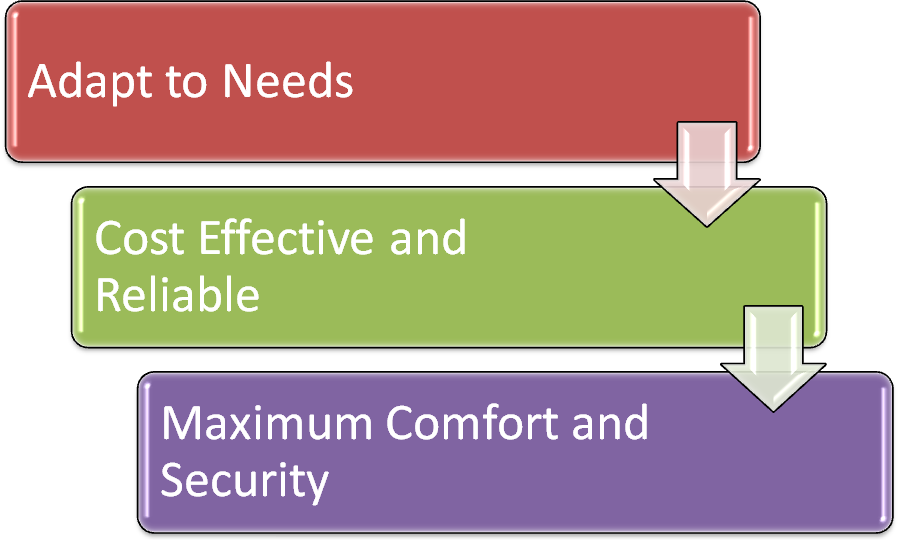 Adapt to Needs
Cost Effective and
Reliable
Maximum Comfort and
Security